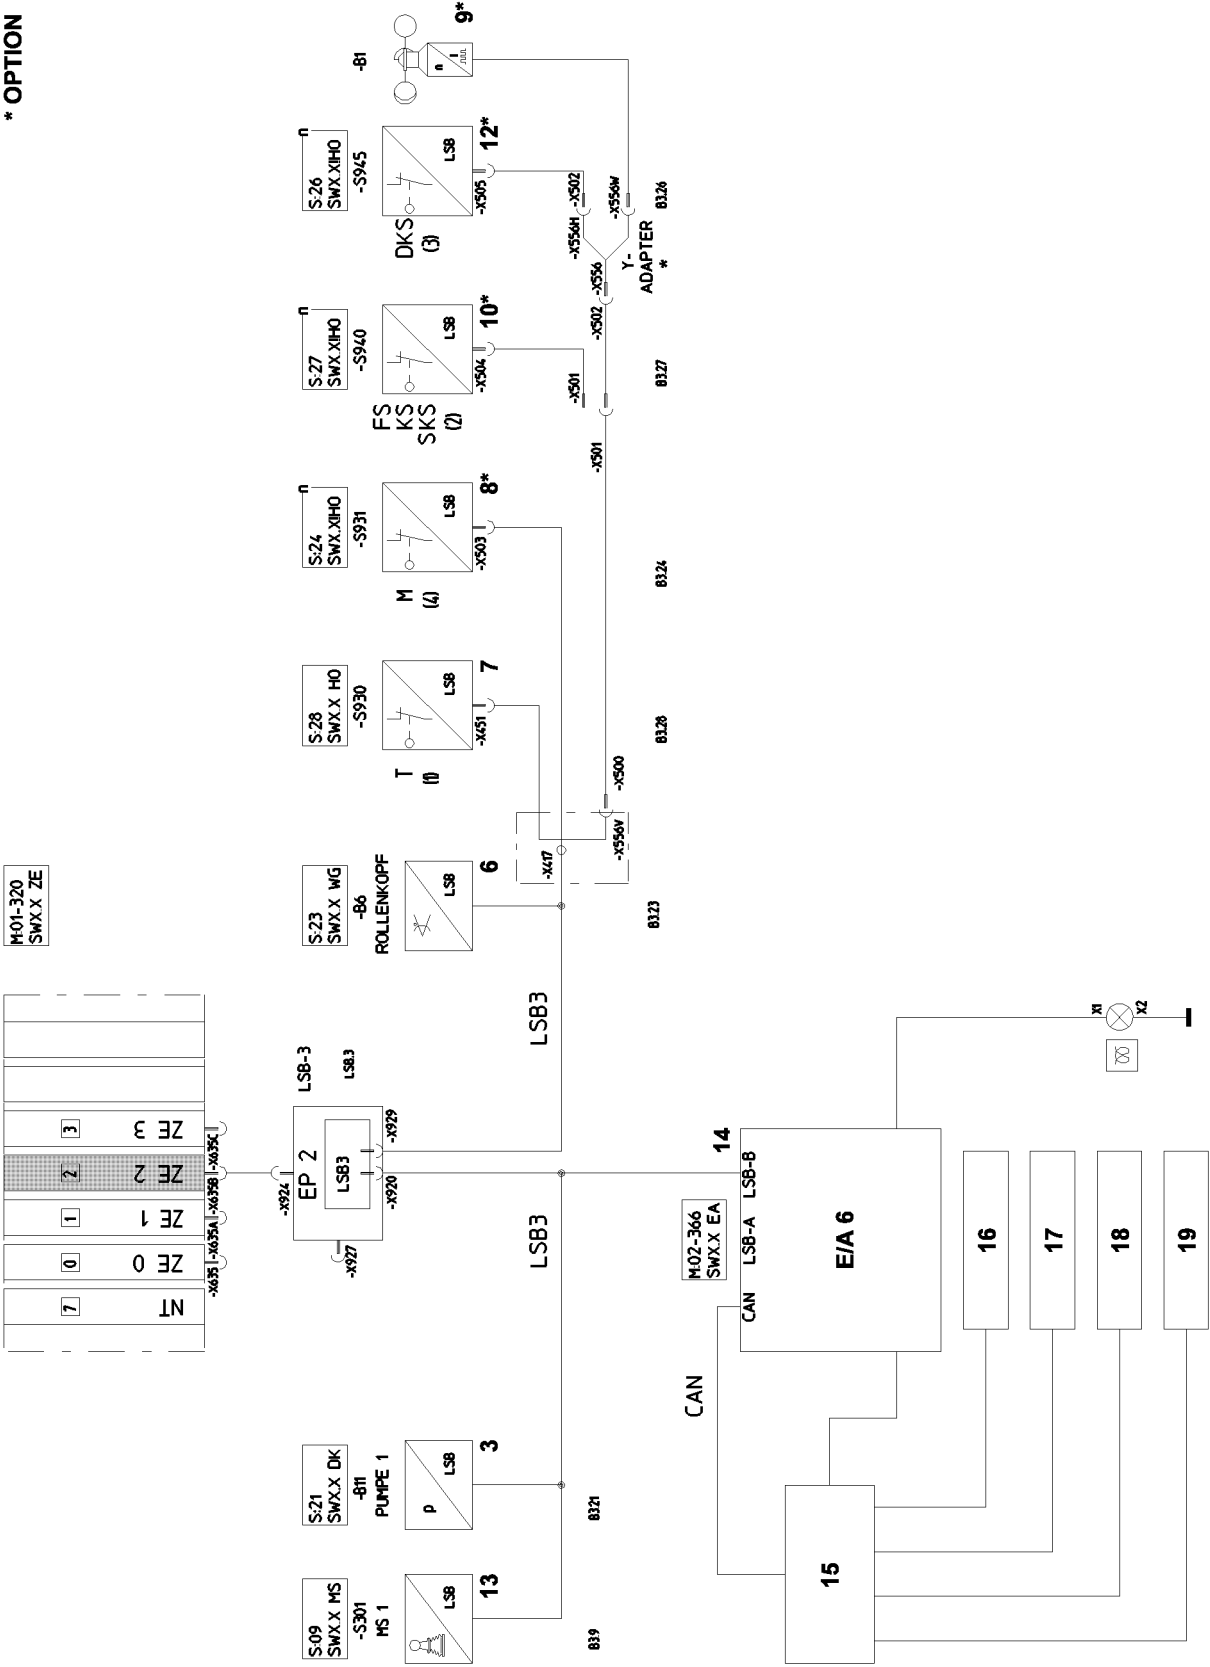 * OPTION
M:01-320
SWX.X ZE
NT
7
ZE 0
0
ZE 1
1
ZE 2
2
ZE 3
3
-X635
-X635A
-X635B
-X635C
S:09
SWX.X MS
-S301
MS 1
LSB
13
B3.9
S:21
SWX.X DK
-B11
PUMPE 1
p
LSB
3
B3.21
-X924
-X927
EP 2
LSB3
-X920
-X929
LSB-3
LSB.3
LSB3
LSB3
S:23
SWX.X WG
-B6
ROLLENKOPF
LSB
6
B3.23
S:28
SWX.X HO
-S930
T
(1)
LSB
7
-X451
B3.28
-X417
-X556V
-X500
n
S:24
SWX.XIHO
-S931
M
(4)
LSB
8*
-X503
B3.24
n
S:27
SWX.XIHO
-S940
FS
KS
SKS
(2)
LSB
10*
-X504
-X501
-X501
B3.27
n
S:26
SWX.XIHO
-S945
DKS
(3)
LSB
12*
-X505
-X502
-X556H
-X556W
-X556
-X502
Y-
ADAPTER
*
B3.26
-B1
n
9*
M:02-366
SWX.X EA
14
CAN
LSB-A
LSB-B
E/A 6
CAN
15
16
17
18
19
X1
X2